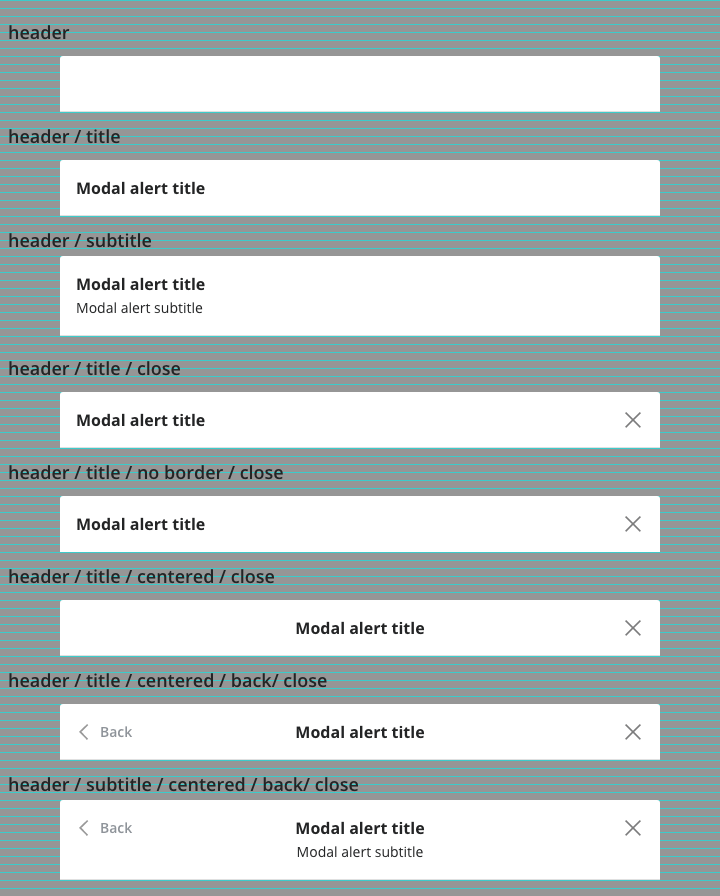 header
header / title
Modal alert title
header / subtitle
Modal alert title
Modal alert subtitle
header / title / close
Modal alert title
header / title / no border / close
Modal alert title
header / title / centered / close
Modal alert title
header / title / centered / back/ close
Back Modal alert title
header / subtitle / centered / back/ close
Back Modal alert title
Modal alert subtitle